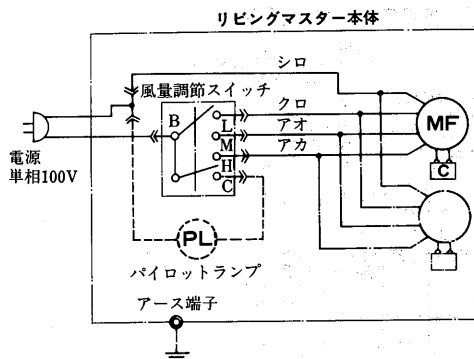 リビングマスター本体
シロ
風量調節スイッチ
B
クロ
L
アオ
M
アカ
H
C
MF
C
電源
単相100V
PL
パイロットランプ
アース端子